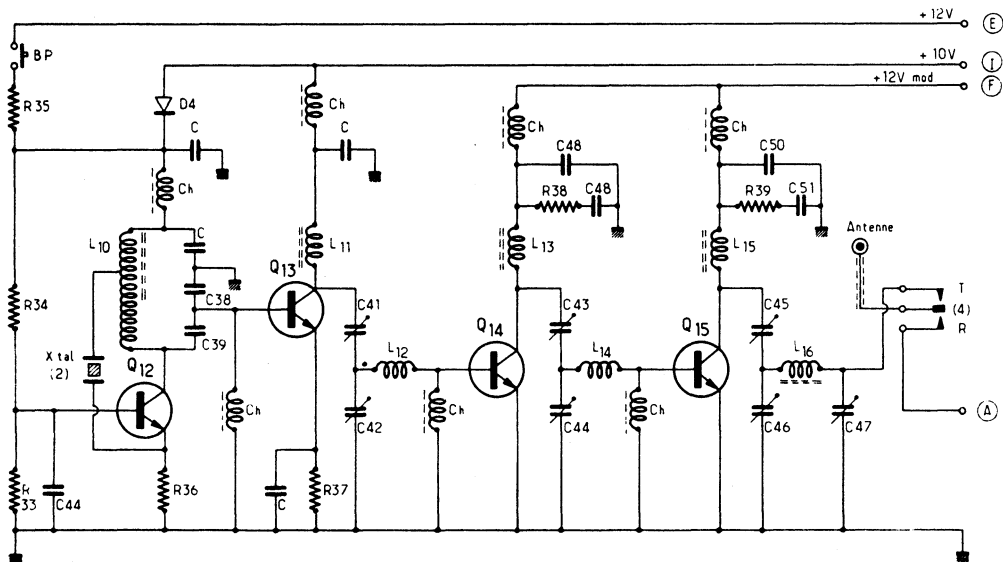 +12V
E
BP
+10V
J
+12V mod
F
R35
D4
C
Ch
Ch
C
Ch
C48
R38
C48
Ch
C50
R39
C51
L10
C
L11
L13
L15
Antenne
Q13
C38
C39
R34
X tal
(2)
Q12
C41
L12
C42
Q14
C43
L14
C44
Q15
C45
L16
C46
C47
T
(4)
R
A
Ch
Ch
Ch
R
33
C44
R36
C
R37